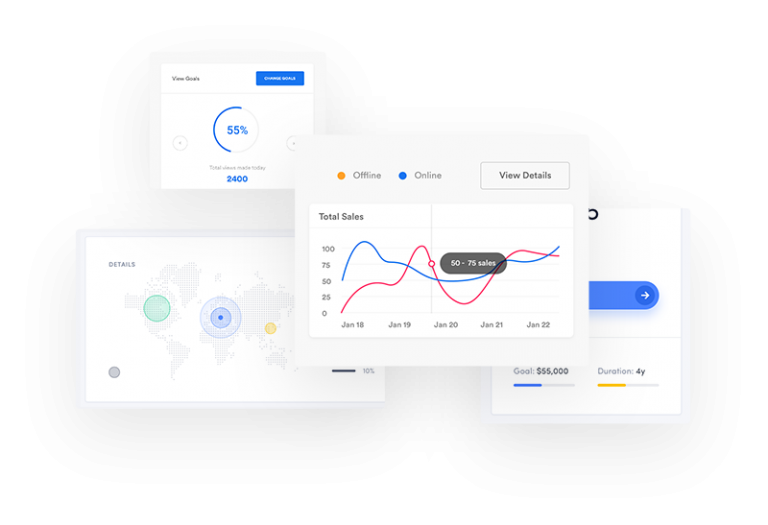 View Goals
CHANGE GOALS
55%
Total views made today
2400
Offline
Online
View Details
Total Sales
100
75
50
25
0
50 - 75 sales
Jan 18
Jan 19
Jan 20
Jan 21
Jan 22
DETAILS
10%
Goal: $55,000
Duration: 4y